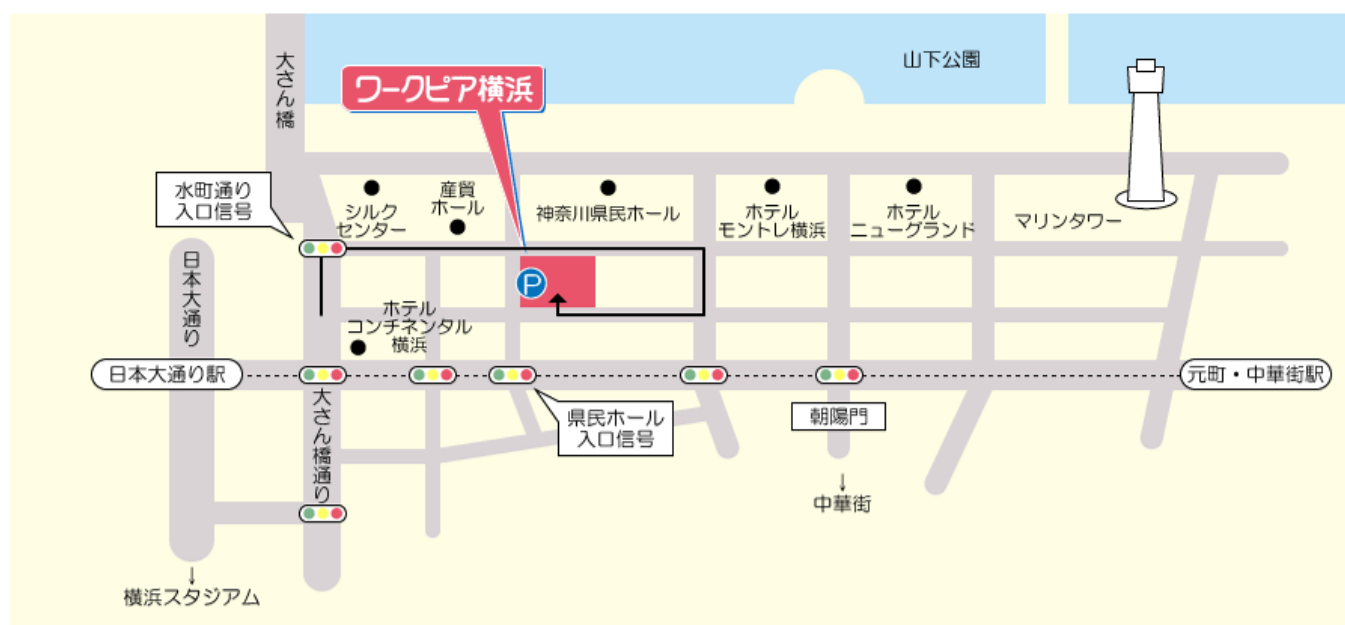 大さん橋
山下公園
ワークピア横浜
水町通り
入口信号
シルク
センター
産貿
ホール
神奈川県民ホール
ホテル
モントレ横浜
ホテル
ニューグランド
マリンタワー
日本大通り
P
ホテル
コンチネンタル
横浜
日本大通り駅
元町・中華街駅
大さん橋通り
県民ホール
入口信号
朝陽門
↓
中華街
↓
横浜スタジアム